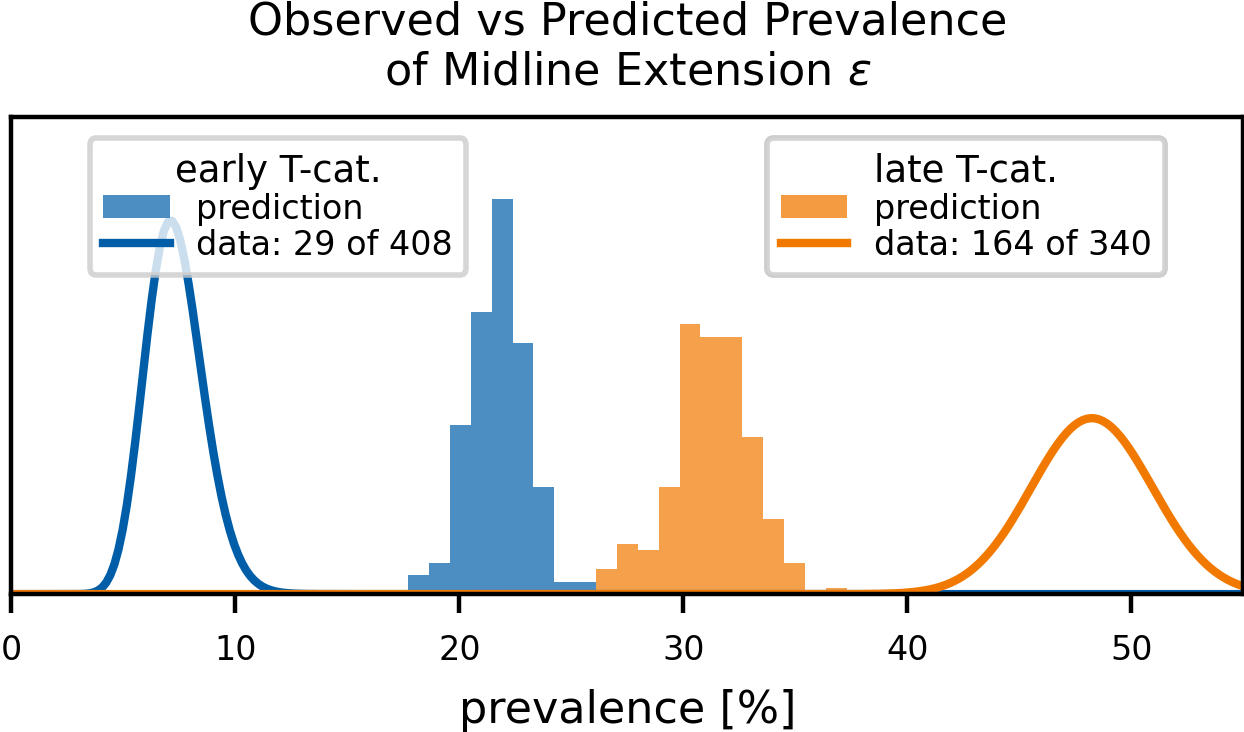 Observed vs Predicted Prevalence
of Midline Extension ε
early T-cat.
prediction
data: 29 of 408
late T-cat.
prediction
data: 164 of 340
0 10 20 30 40 50
prevalence [%]